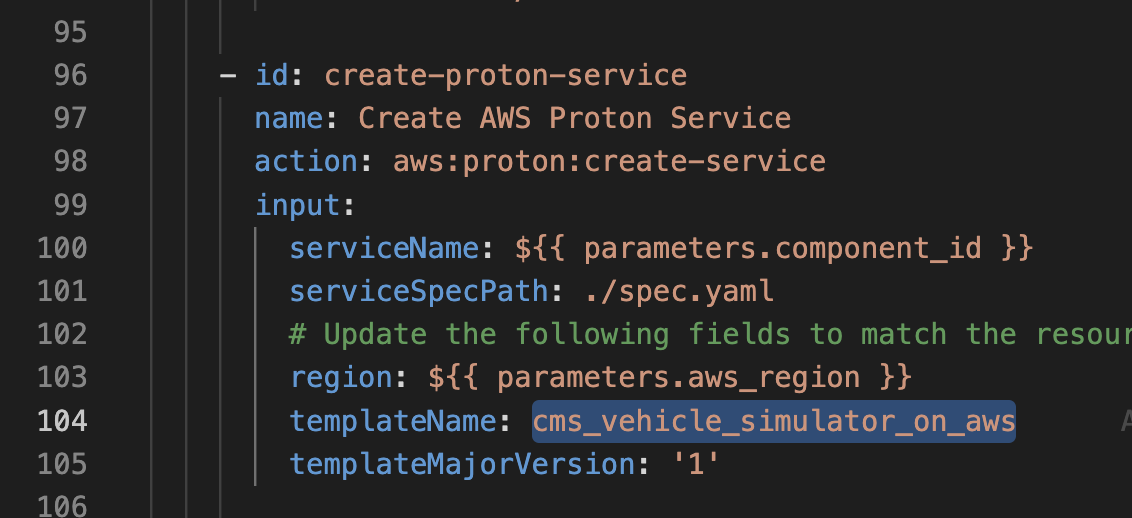 95
96 - id: create-proton-service
97 name: Create AWS Proton Service
98 action: aws:proton:create-service
99 input:
100 serviceName: ${{ parameters.component_id }}
101 serviceSpecPath: ./spec.yaml
102 # Update the following fields to match the
103 region: ${{ parameters.aws_region }}
104 templateName: cms_vehicle_simulator_on_aws
105 templateMajorVersion: '1'
106